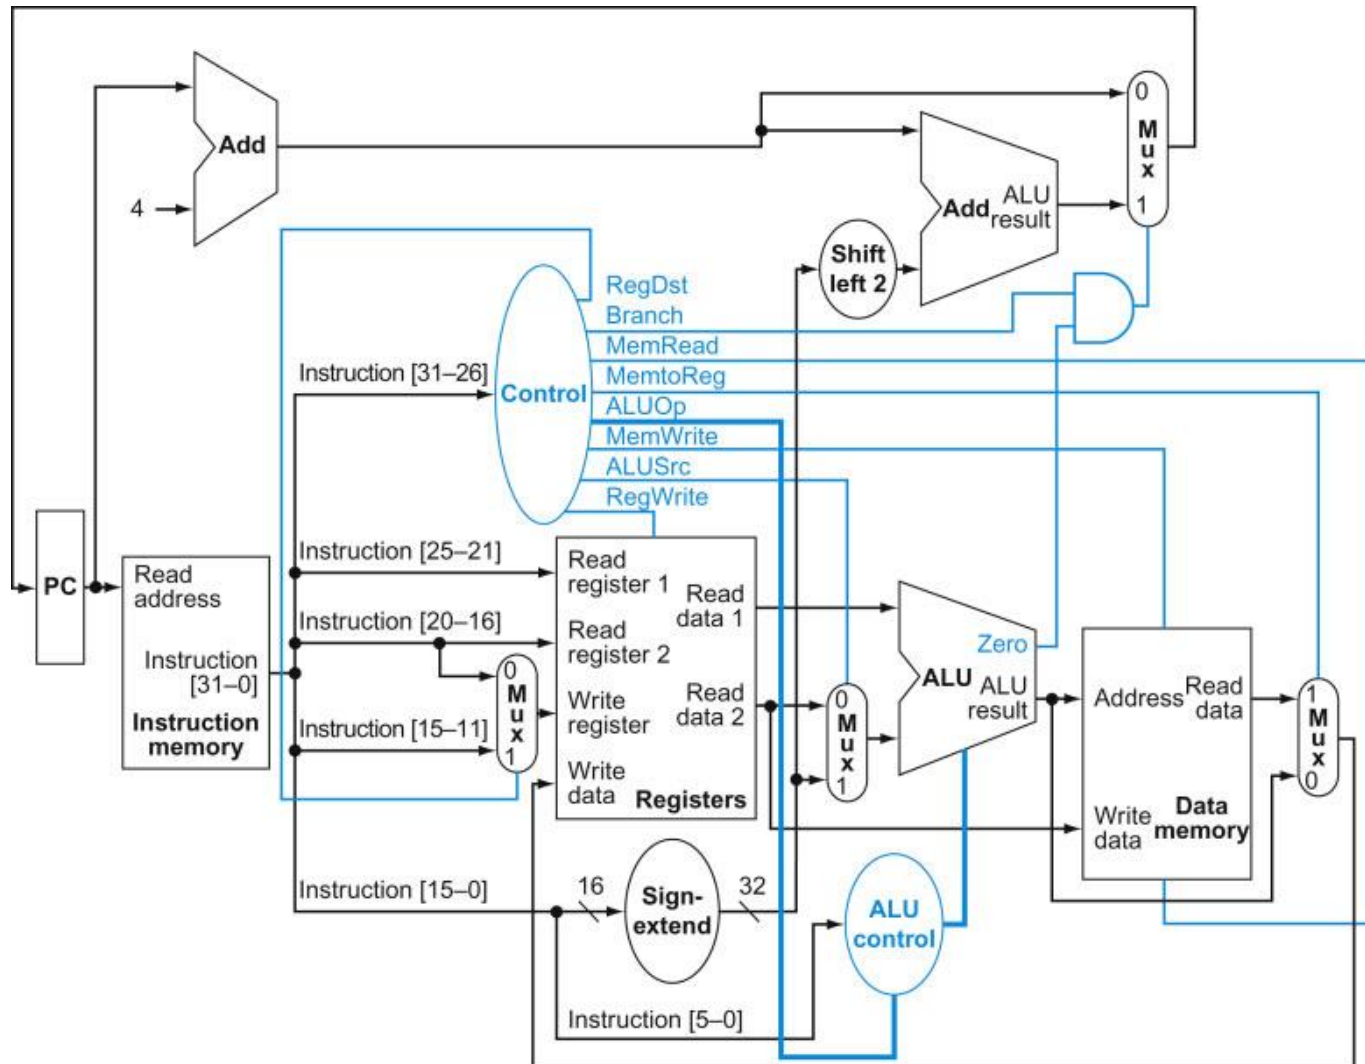 0
M
u
x
1
Add
4
Add
ALU
result
Shift
left 2
RegDst
Branch
MemRead
MemtoReg
ALUOp
MemWrite
ALUSrc
RegWrite
Control
Instruction [31–26]
Instruction [25–21]
Instruction [20–16]
Instruction [15–11]
Instruction [15–0]
Instruction [5–0]
PC
Read
address
Instruction
[31–0]
Instruction
memory
0
M
u
x
1
Read
register 1
Read
register 2
Write
register
Write
data
Read
data 1
Read
data 2
Registers
0
M
u
x
1
Zero
ALU
ALU
result
Address
Read
data
Write
data
Data
memory
1
M
u
x
0
16
Sign-
extend
32
ALU
control